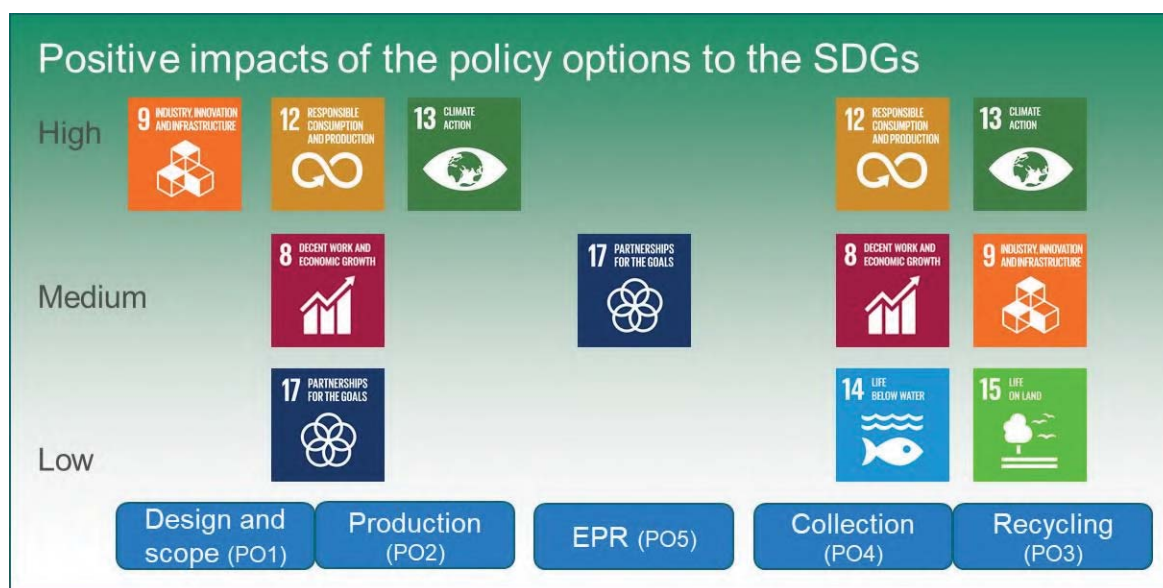 Positive impacts of the policy options to the SDGs
High
9 INDUSTRY, INNOVATION
AND INFRASTRUCTURE
12 RESPONSIBLE
CONSUMPTION
AND PRODUCTION
13 CLIMATE
ACTION
12 RESPONSIBLE
CONSUMPTION
AND PRODUCTION
13 CLIMATE
ACTION
Medium
8 DECENT WORK AND
ECONOMIC GROWTH
17 PARTNERSHIPS
FOR THE GOALS
8 DECENT WORK AND
ECONOMIC GROWTH
9 INDUSTRY, INNOVATION
AND INFRASTRUCTURE
Low
17 PARTNERSHIPS
FOR THE GOALS
14 LIFE
BELOW WATER
15 LIFE
ON LAND
Design and
scope (PO1)
Production
(PO2)
EPR (PO5)
Collection
(PO4)
Recycling
(PO3)